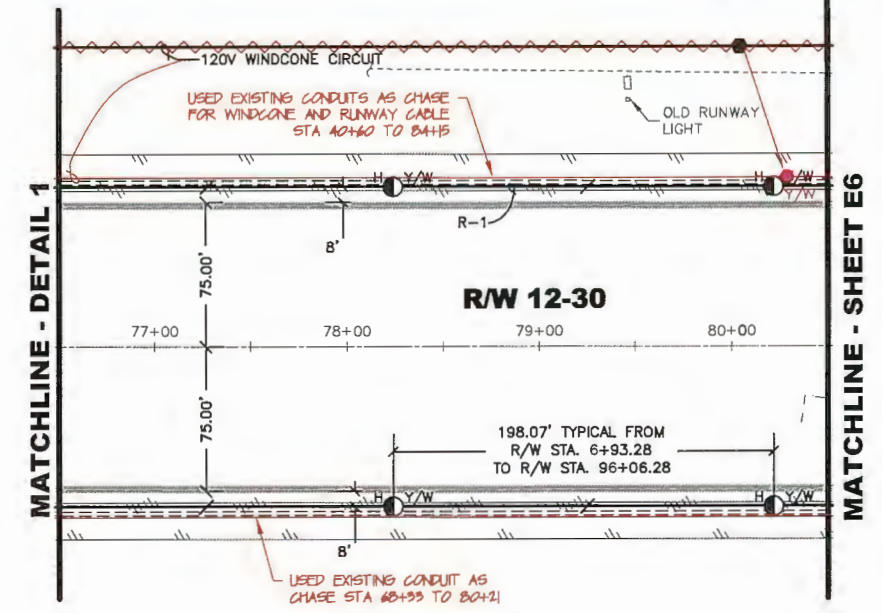 120V WINDCONE CIRCUIT
USED EXISTING CONDUITS AS CHASE
FOR WINDCONE AND RUNWAY CABLE
STA 40+60 TO 84+15
OLD RUNWAY
LIGHT
H Y/W
H Y/W
Y/W
R-1
8'
75.00'
R/W 12-30
77+00 78+00 79+00 80+00
75.00'
198.07' TYPICAL FROM
R/W STA. 6+93.28
TO R/W STA. 96+06.28
H Y/W
H Y/W
8'
USED EXISTING CONDUIT AS
CHASE STA 68+33 TO 80+21
MATCHLINE - DETAIL 1
MATCHLINE - SHEET E6